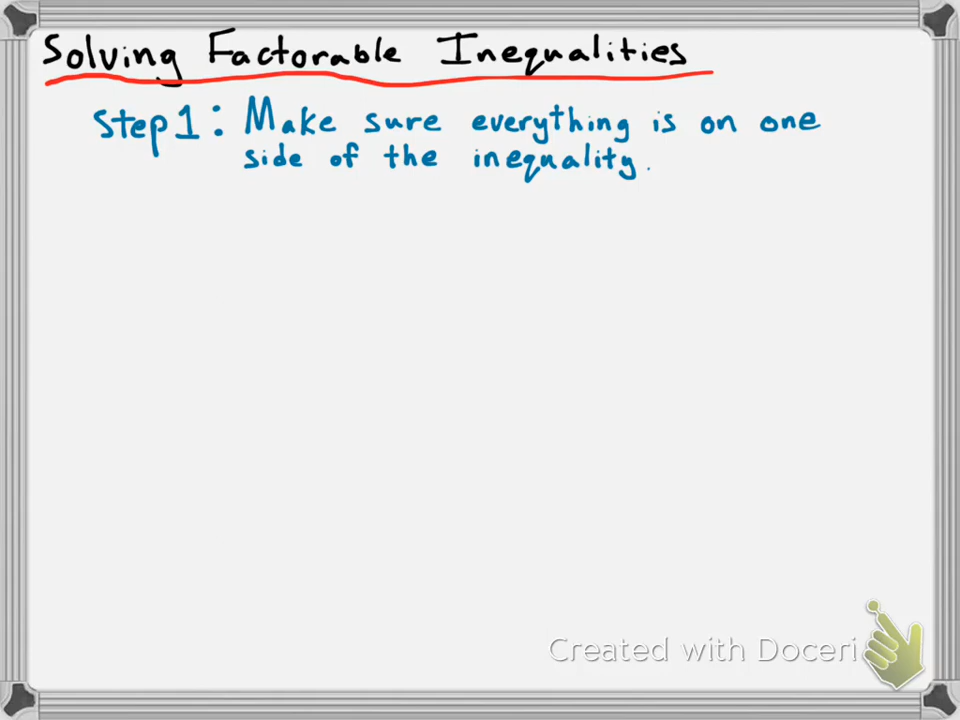 Solving Factorable Inequalities
Step 1: Make sure everything is on one
side of the inequality.
Created with Doceri